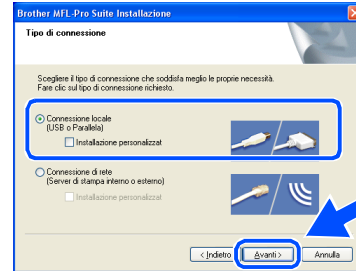 Brother MFL-Pro Suite Installazione
Tipo di connessione
Scegliere il tipo di connessione che soddisfa meglio le proprie necessità.
Fare clic sul tipo di connessione richiesto.
Connessione locale
(USB o Parallela)
Installazione personalizzat
Connessione di rete
(Server di stampa interno o esterno)
Installazione personalizzat
< Indietro
Avanti >
Annulla